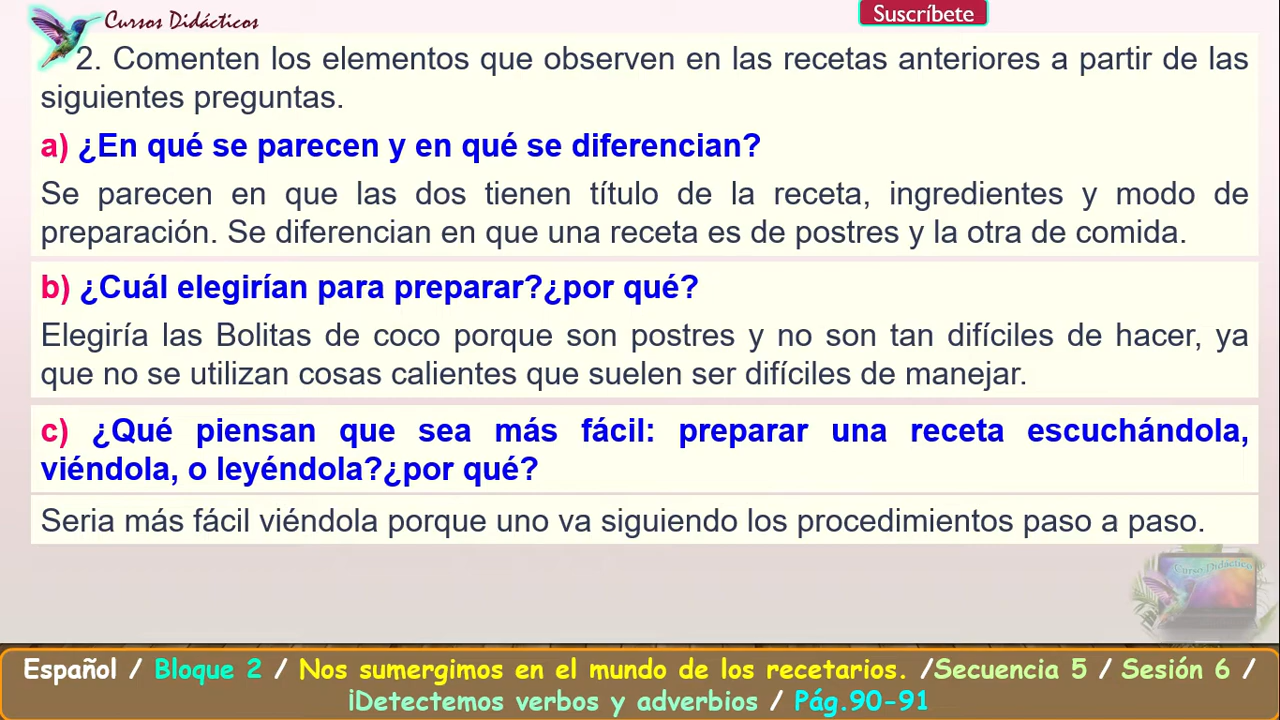 Cursos Didácticos
Suscríbete
2. Comenten los elementos que observen en las recetas anteriores a partir de las
siguientes preguntas.
a) ¿En qué se parecen y en qué se diferencian?
Se parecen en que las dos tienen título de la receta, ingredientes y modo de
preparación. Se diferencian en que una receta es de postres y la otra de comida.
b) ¿Cuál elegirían para preparar?¿por qué?
Elegiría las Bolitas de coco porque son postres y no son tan difíciles de hacer, ya
que no se utilizan cosas calientes que suelen ser difíciles de manejar.
c) ¿Qué piensan que sea más fácil: preparar una receta escuchándola,
viéndola, o leyéndola?¿por qué?
Seria más fácil viéndola porque uno va siguiendo los procedimientos paso a paso.
Curso Didáctico
Español / Bloque 2 / Nos sumergimos en el mundo de los recetarios. /Secuencia 5 / Sesión 6 /
¡Detectemos verbos y adverbios / Pág.90-91